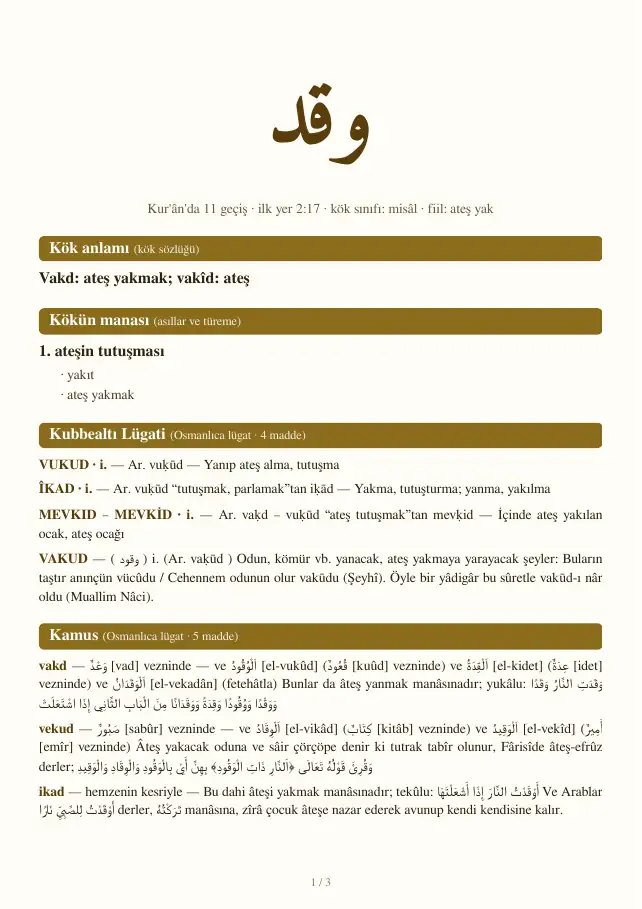 وقد
Kur'ân'da 11 geçiş · ilk yer 2:17 · kök sınıfı: misâl · fiil: ateş yak
Kök anlamı (kök sözlüğü)
Vakd: ateş yakmak; vakîd: ateş
Kökün manası (asıllar ve türeme)
1. ateşin tutuşması
· yakıt
· ateş yakmak
Kubbealtı Lügati (Osmanlıca lügat · 4 madde)
VUKUD · i. — Ar. vuḳūd — Yanıp ateş alma, tutuşma
ÎKAD · i. — Ar. vuḳūd “tutuşmak, parlamak”tan iḳād — Yakma, tutuşturma; yanma, yakılma
MEVKID – MEVKİD · i. — Ar. vaḳd – vuḳūd “ateş tutuşmak”tan mevḳid — İçinde ateş yakılan
ocak, ateş ocağı
VAKUD — ( وقود ) i. (Ar. vaḳūd ) Odun, kömür vb. yanacak, ateş yakmaya yarayacak şeyler: Buların
taştır anınçün vücûdu / Cehennem odunun olur vakūdu (Şeyhî). Öyle bir yâdigâr bu sûretle vakūd-ı nâr
oldu (Muallim Nâci).
Kamus (Osmanlıca lügat · 5 madde)
vakd — وَعْدٌ [vad] vezninde — ve اَلْوُقُودُ [el-vukûd] (قُعُودٌ [kuûd] vezninde) ve اَلْقِدَةُ [el-kidet] (عِدَةٌ [idet]
vezninde) ve اَلْوَقَدَانُ [el-vekadân] (fetehâtla) Bunlar da âteş yanmak manâsınadır; yukâlu: وَقَدَتِ النَّارُ وَقْدًا
وَوَقَدًا وَوُقُودًا وَقِدَةً وَوَقَدَانًا مِنَ الْبَابِ الثَّانِي إِذَا اشْتَعَلَتْ
vekud — صَبُورٌ [sabûr] vezninde — ve اَلْوِقَادُ [el-vikâd] (كِتَابٌ [kitâb] vezninde) ve اَلْوَقِيدُ [el-vekîd] (أَمِيرٌ
[emîr] vezninde) Âteş yakacak oduna ve sâir çörçöpe denir ki tutrak tabîr olunur, Fârisîde âteş-efrûz
derler; وَقُرِئَ قَوْلُهُ تَعَالَى ﴿اَلنَّارِ ذَاتِ الْوَقُودِ﴾ بِهِنَّ أَيْ بِالْوَقُودِ وَالْوِقَادِ وَالْوَقِيدِ
ikad — hemzenin kesriyle — Bu dahi âteşi yakmak manâsınadır; tekûlu: أَوْقَدْتُ النَّارَ إِذَا أَشْعَلْتَهَا Ve Arablar
أَوْقَدْتُ لِلصَّبِيِّ نَارًا derler, تَرَكْتُهُ manâsına, zîrâ çocuk âteşe nazar ederek avunup kendi kendisine kalır.
1 / 3